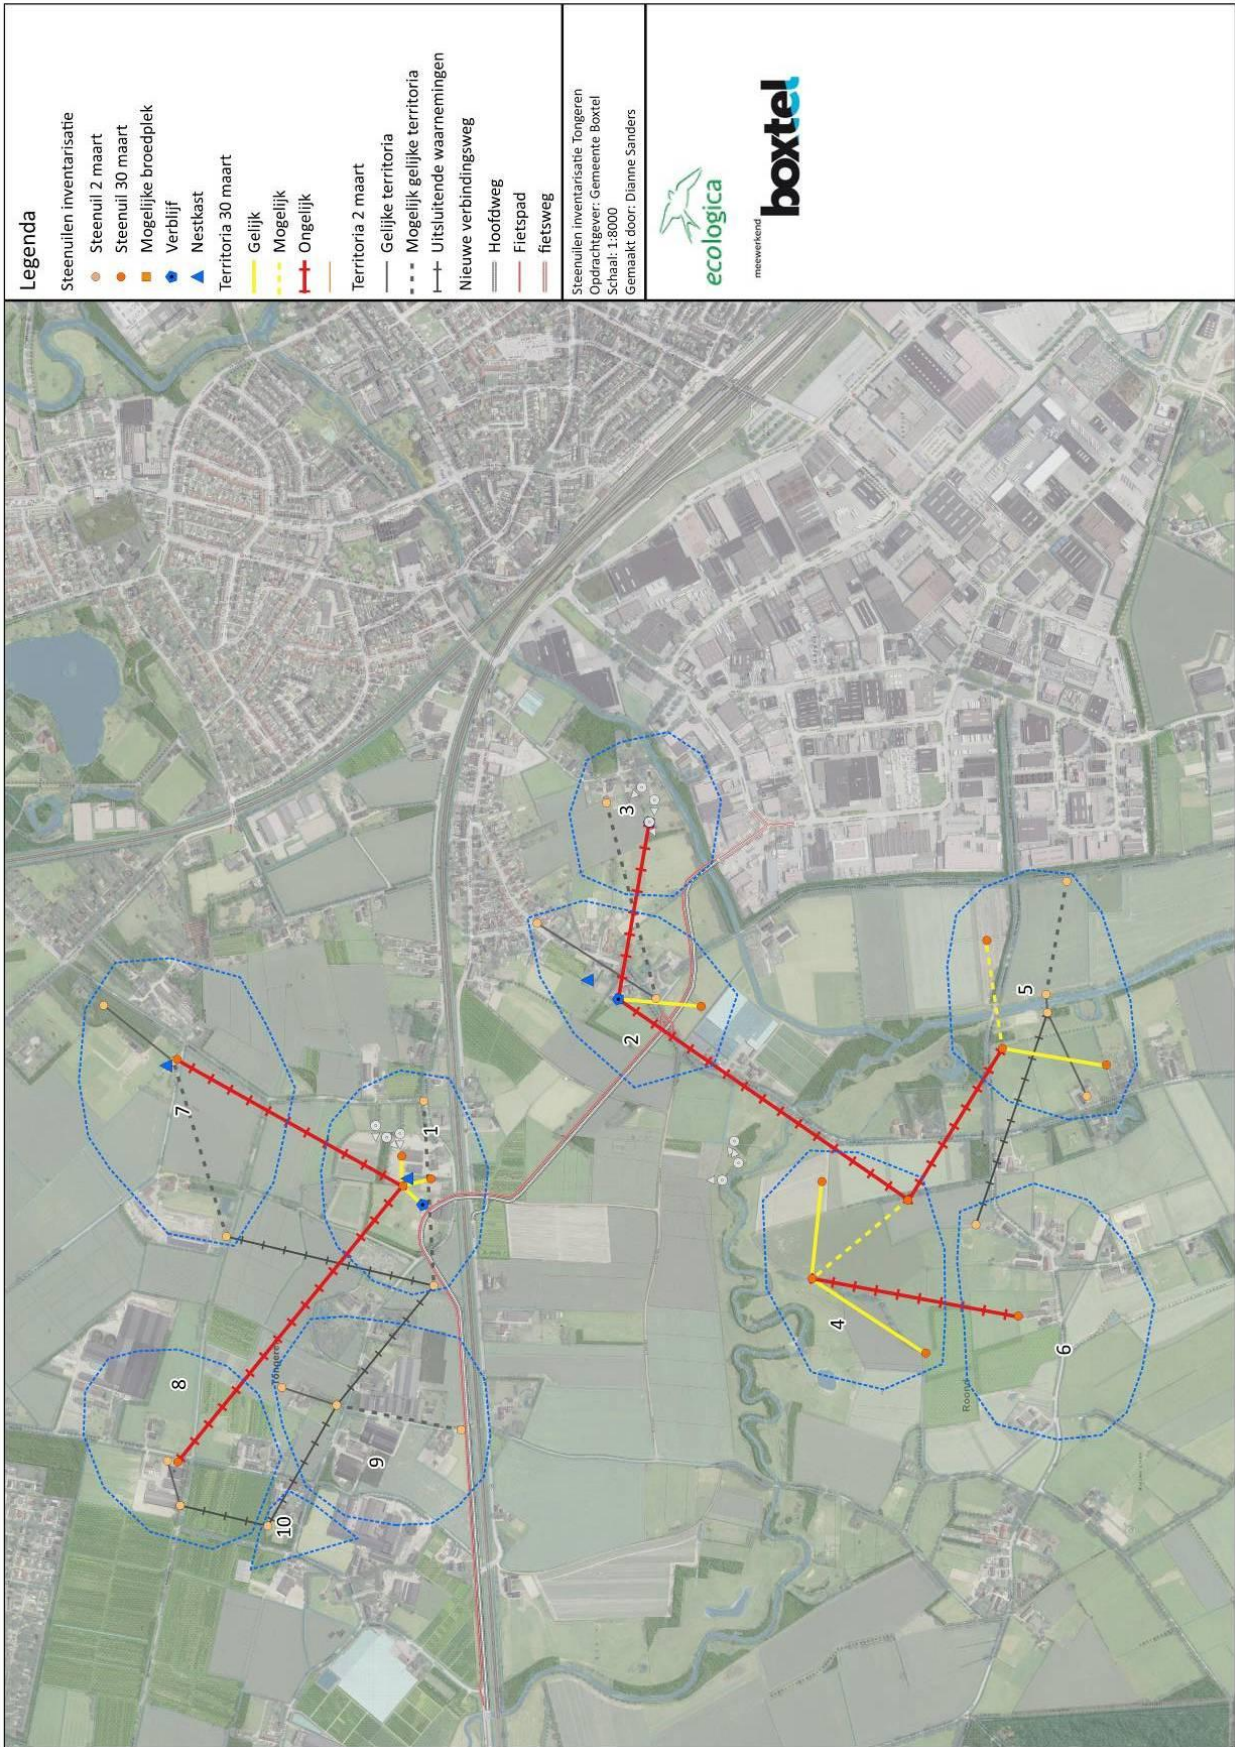 Legenda
Steenuilen inventarisatie
Steenuil 2 maart
Steenuil 30 maart
Mogelijke broedplek
Verblijf
Nestkast
Territoria 30 maart
Gelijk
Mogelijk
Ongelijk
Territoria 2 maart
Gelijke territoria
Mogelijk gelijke territoria
Uitsluitende waarnemingen
Nieuwe verbindingsweg
Hoofdweg
Fietspad
fietsweg
Steenuilen inventarisatie Tongeren
Opdrachtgever: Gemeente Boxtel
Schaal: 1:8000
Gemaakt door: Dianne Sanders
ecologica
meewerkend
boxtel
7
8
1
10
9
3
2
4
5
6
Roond